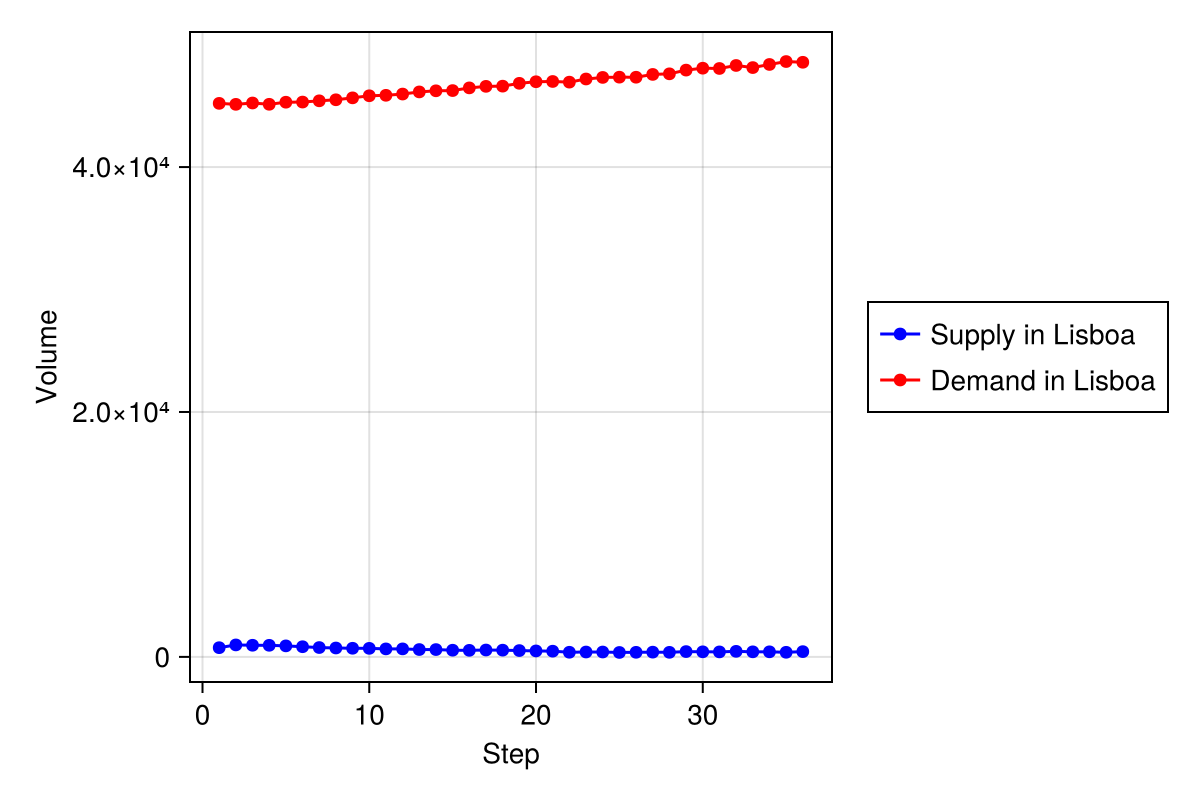 4.0×10⁴
2.0×10⁴
0
Volume
0 10 20 30
Step
Supply in Lisboa
Demand in Lisboa